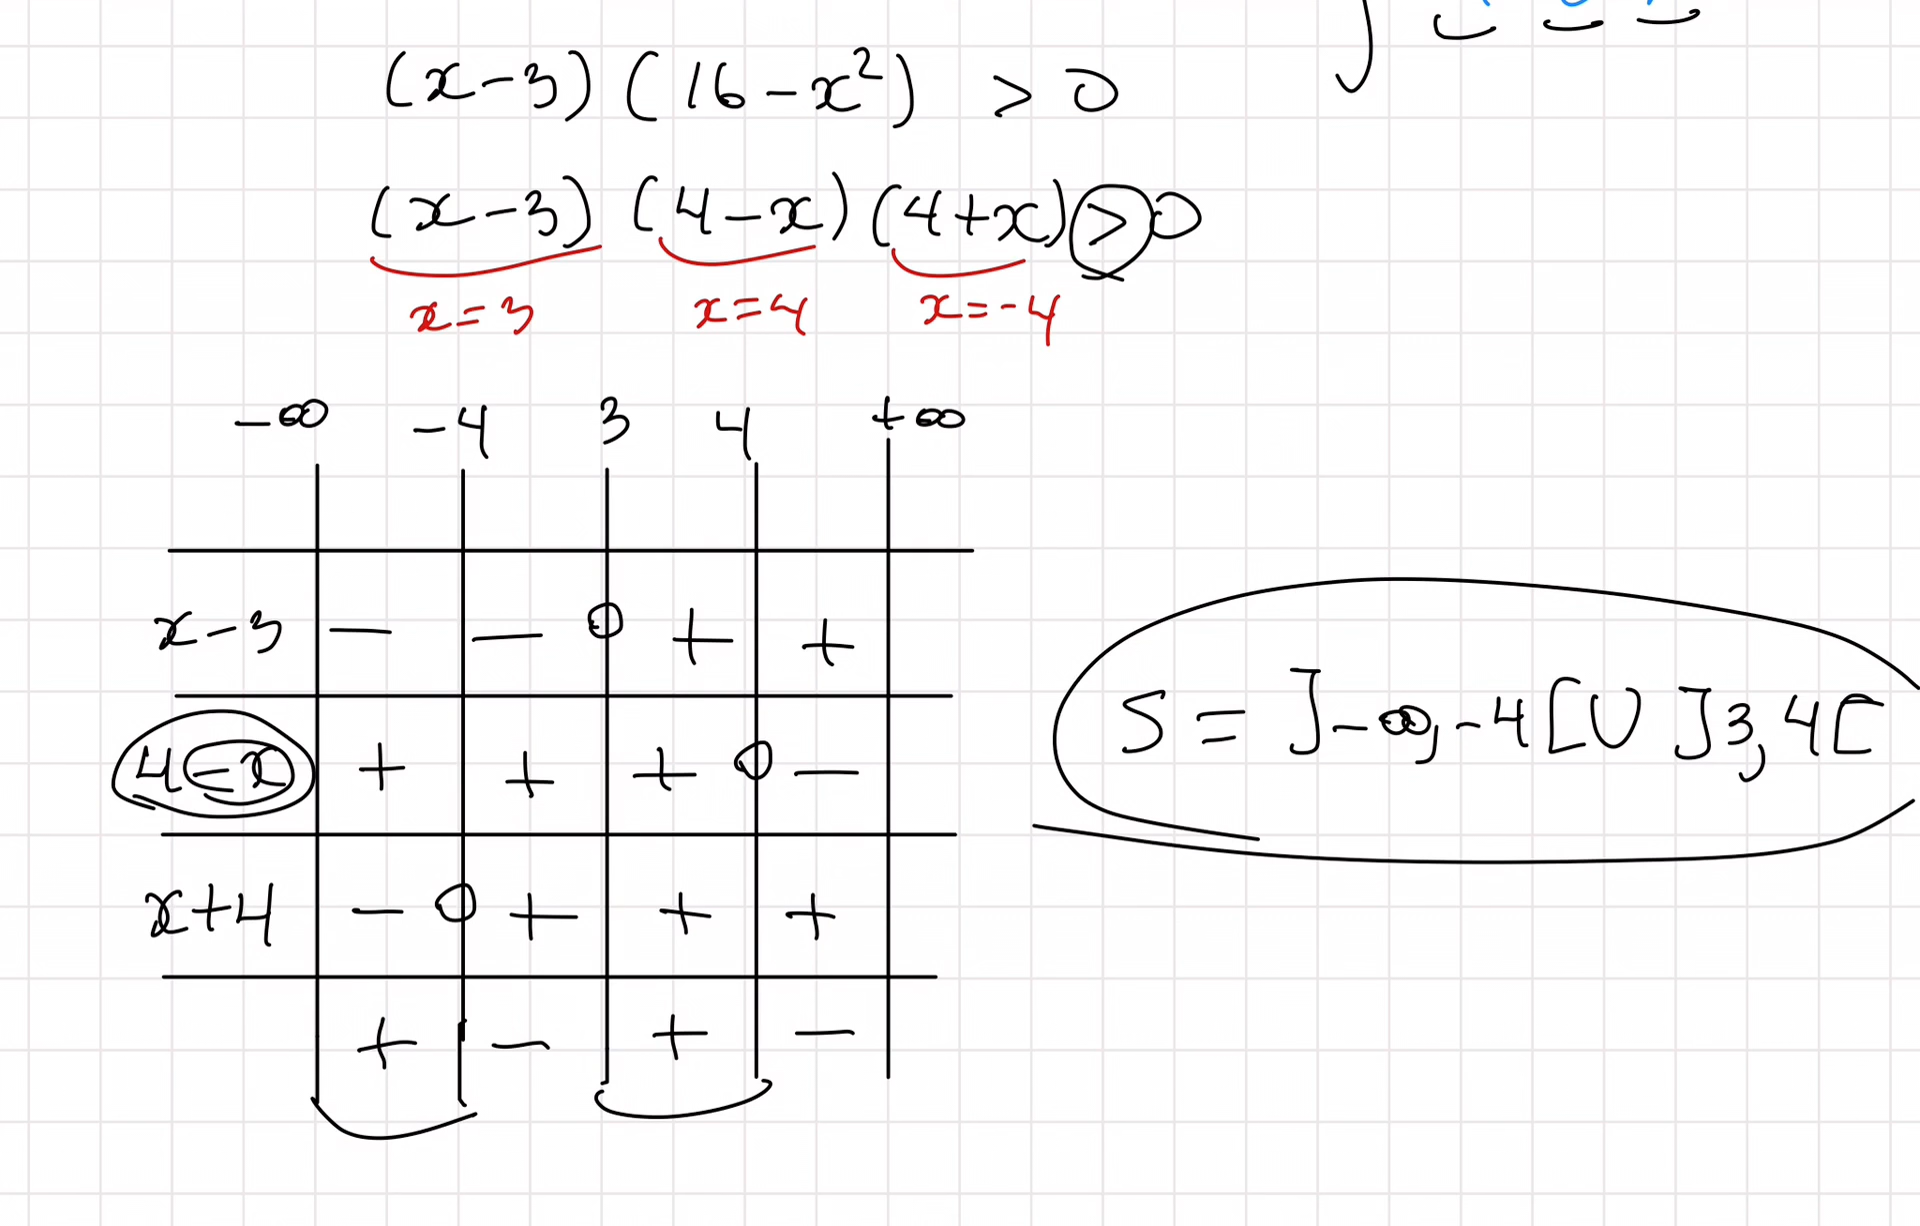 (x-3)(16-x²) > 0
(x-3)(4-x)(4+x) > 0
x=3 x=4 x=-4
-∞ -4 3 4 +∞
x-3 - - 0 + +
4-x + + + 0 -
x+4 - 0 + + +
+ - + -
S = ]-∞,-4[U]3,4[